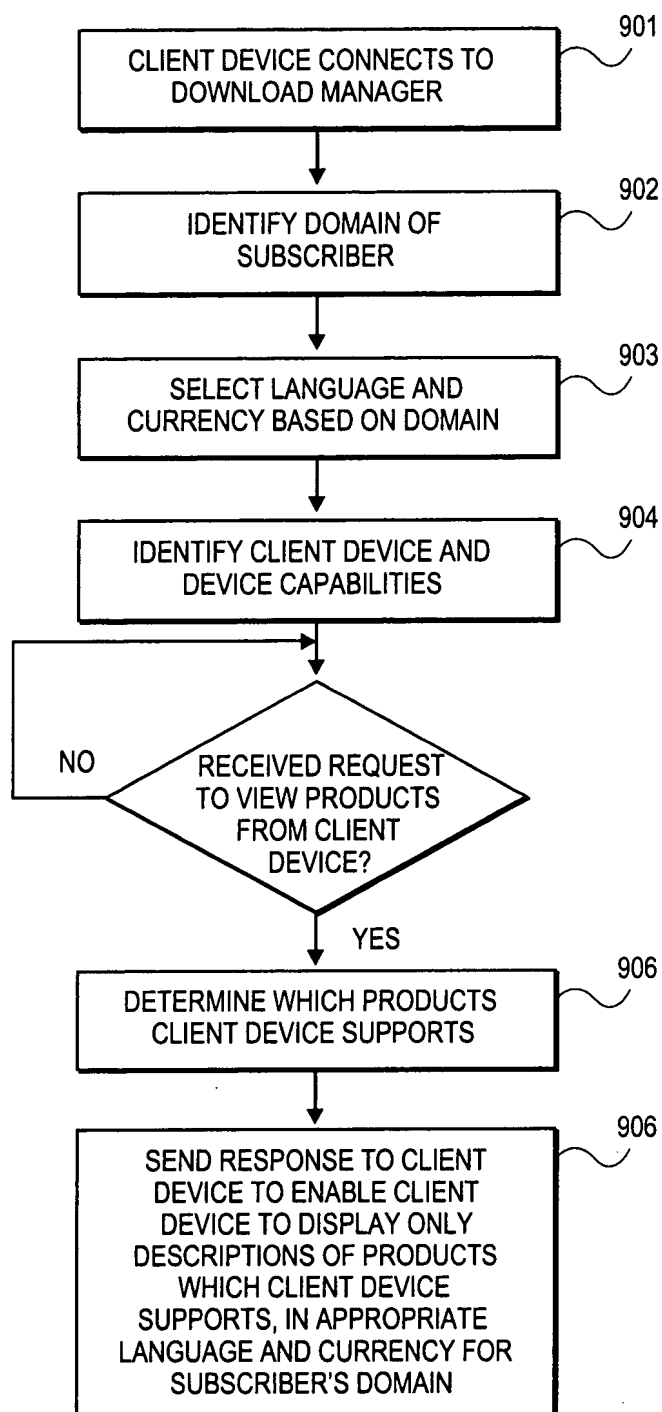 901
CLIENT DEVICE CONNECTS TO
DOWNLOAD MANAGER
902
IDENTIFY DOMAIN OF
SUBSCRIBER
903
SELECT LANGUAGE AND
CURRENCY BASED ON DOMAIN
904
IDENTIFY CLIENT DEVICE AND
DEVICE CAPABILITIES
NO
RECEIVED REQUEST
TO VIEW PRODUCTS
FROM CLIENT
DEVICE?
YES
906
DETERMINE WHICH PRODUCTS
CLIENT DEVICE SUPPORTS
906
SEND RESPONSE TO CLIENT
DEVICE TO ENABLE CLIENT
DEVICE TO DISPLAY ONLY
DESCRIPTIONS OF PRODUCTS
WHICH CLIENT DEVICE
SUPPORTS, IN APPROPRIATE
LANGUAGE AND CURRENCY FOR
SUBSCRIBER'S DOMAIN